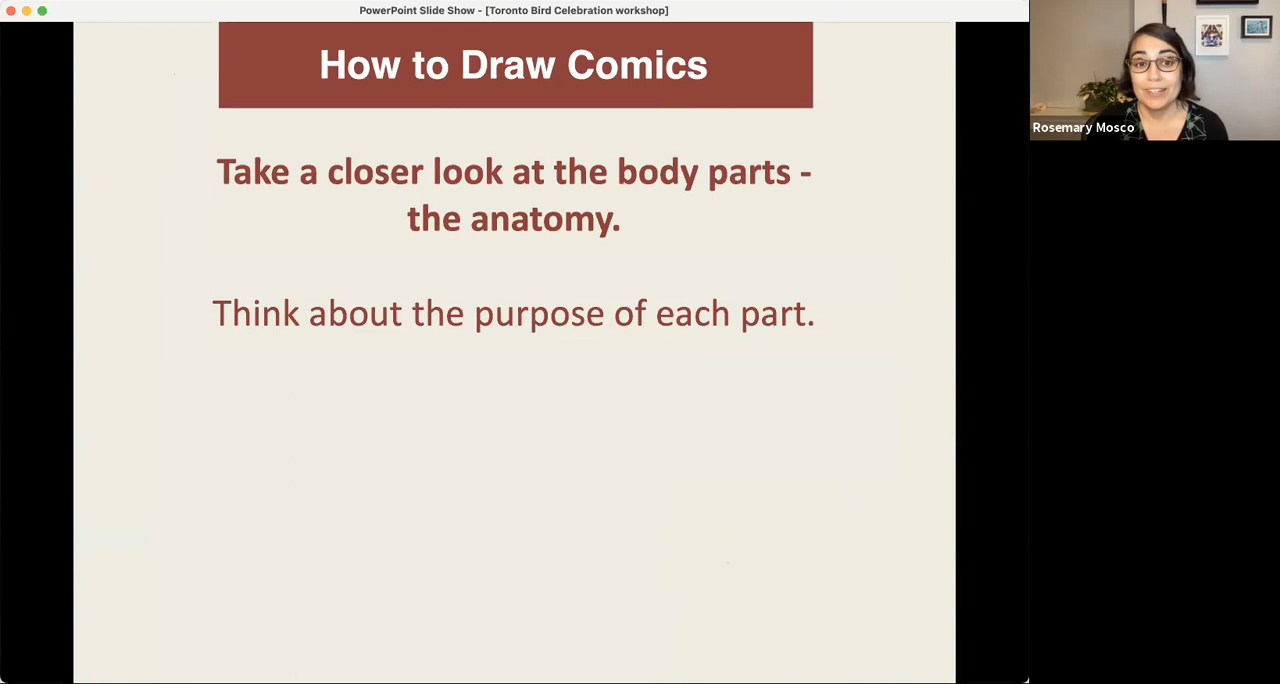 PowerPoint Slide Show - [Toronto Bird Celebration workshop]
How to Draw Comics
Take a closer look at the body parts -
the anatomy.
Think about the purpose of each part.
Rosemary Mosco